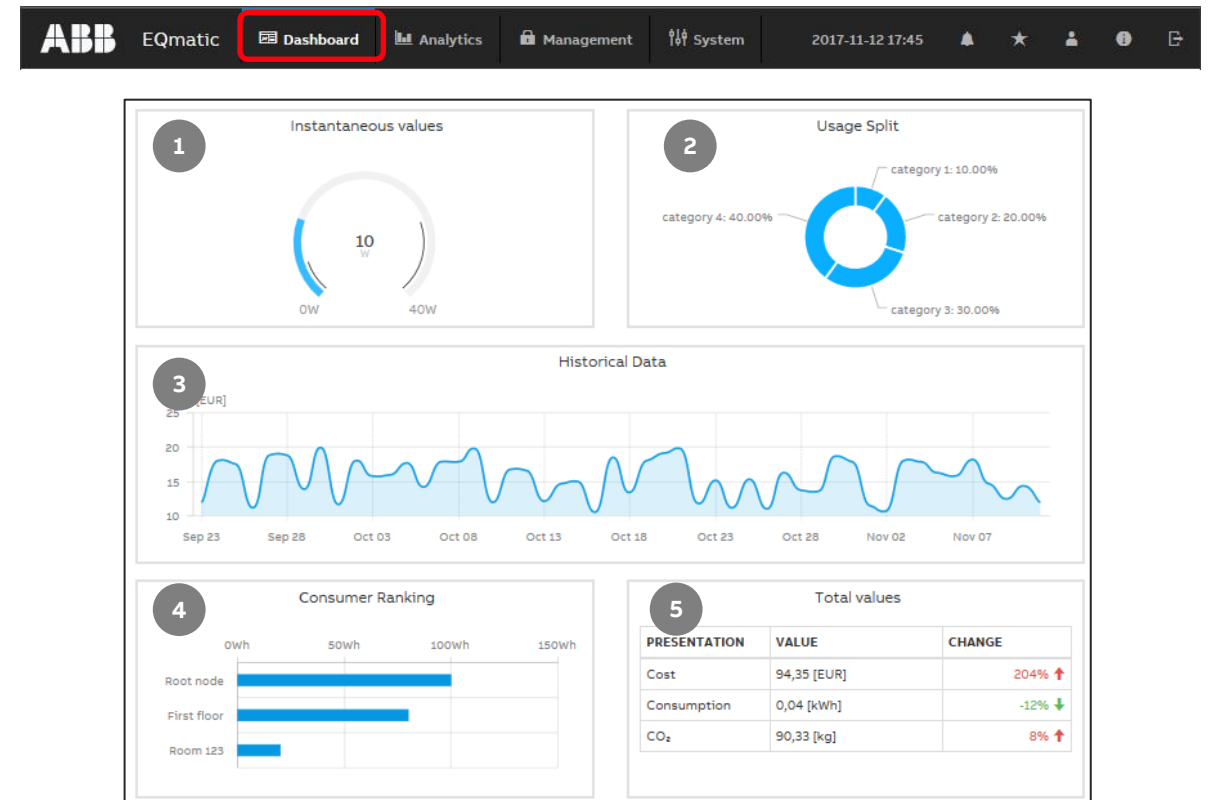 ABB EQmatic Dashboard Analytics Management System 2017-11-12 17:45
1 Instantaneous values
10
W
0W 40W
2 Usage Split
category 1: 10.00%
category 4: 40.00% category 2: 20.00%
category 3: 30.00%
3 Historical Data
[EUR]
25
20
15
10
Sep 23 Sep 28 Oct 03 Oct 08 Oct 13 Oct 18 Oct 23 Oct 28 Nov 02 Nov 07
4 Consumer Ranking
0Wh 50Wh 100Wh 150Wh
Root node
First floor
Room 123
5 Total values
PRESENTATION VALUE CHANGE
Cost 94,35 [EUR] 204%
Consumption 0,04 [kWh] -12%
CO₂ 90,33 [kg] 8%